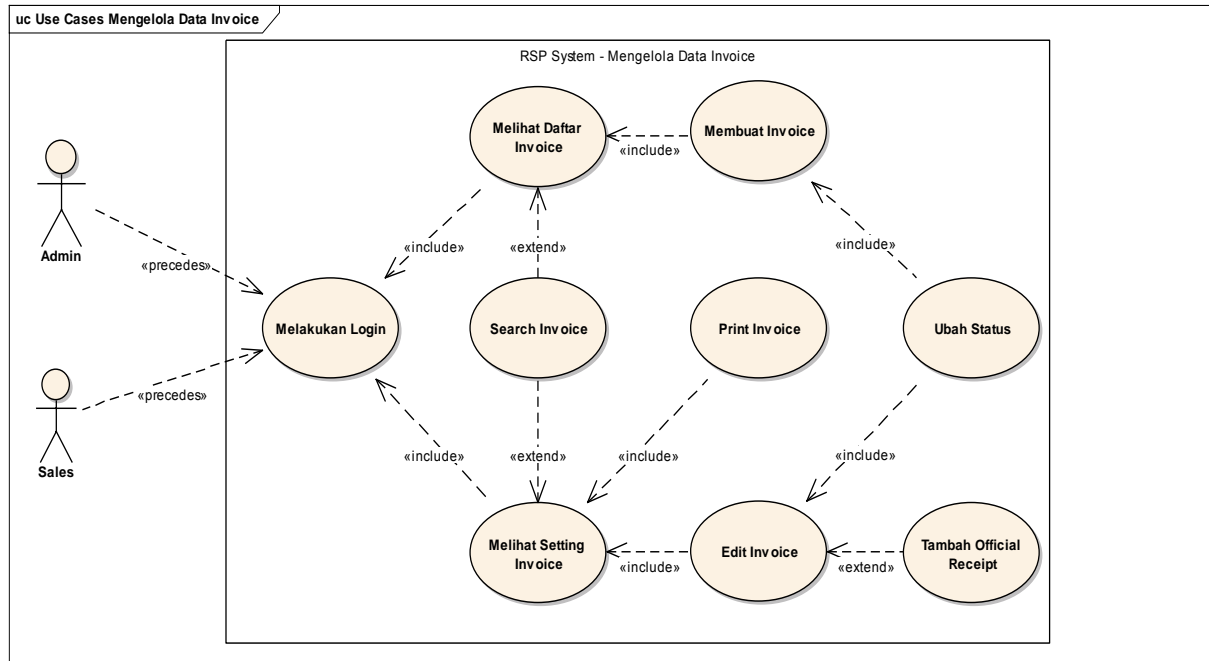 uc Use Cases Mengelola Data Invoice
RSP System - Mengelola Data Invoice
Melihat Daftar
Invoice
Membuat Invoice
«include»
Admin
«include»
«extend»
«include»
«precedes»
Melakukan Login
Search Invoice
Print Invoice
Ubah Status
«precedes»
Sales
«include»
«extend»
«include»
«include»
Melihat Setting
Invoice
Edit Invoice
Tambah Official
Receipt
«include»
«extend»